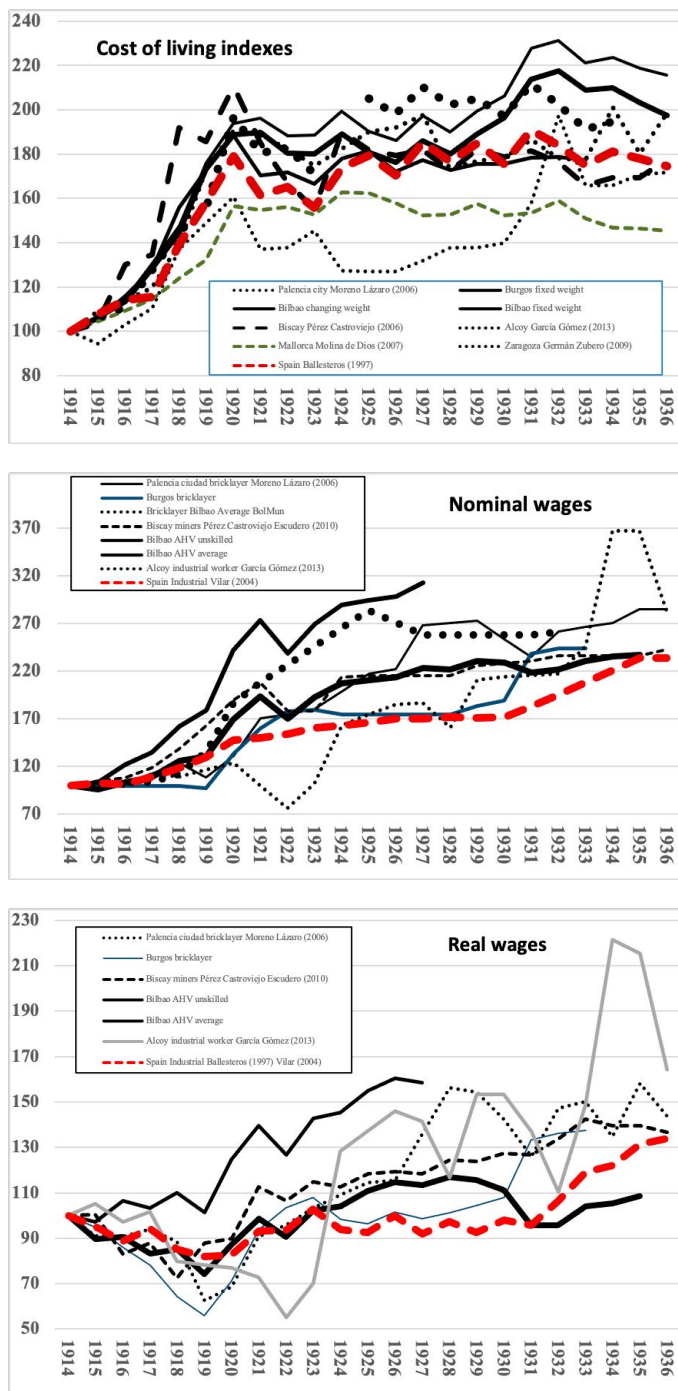 Cost of living indexes
240
220
200
180
160
140
120
100
80
Palencia city Moreno Lázaro (2006)
Burgos fixed weight
Bilbao changing weight
Bilbao fixed weight
Biscay Pérez Castroviejo (2006)
Alcoy García Gómez (2013)
Mallorca Molina de Dios (2007)
Zaragoza Germán Zubero (2009)
Spain Ballesteros (1997)
1914 1915 1916 1917 1918 1919 1920 1921 1922 1923 1924 1925 1926 1927 1928 1929 1930 1931 1932 1933 1934 1935 1936
Nominal wages
370
320
270
220
170
120
70
Palencia ciudad bricklayer Moreno Lázaro (2006)
Burgos bricklayer
Bricklayer Bilbao Average BolMun
Biscay miners Pérez Castroviejo Escudero (2010)
Bilbao AHV unskilled
Bilbao AHV average
Alcoy industrial worker García Gómez (2013)
Spain Industrial Vilar (2004)
1914 1915 1916 1917 1918 1919 1920 1921 1922 1923 1924 1925 1926 1927 1928 1929 1930 1931 1932 1933 1934 1935 1936
Real wages
230
210
190
170
150
130
110
90
70
50
Palencia ciudad bricklayer Moreno Lázaro (2006)
Burgos bricklayer
Biscay miners Pérez Castroviejo Escudero (2010)
Bilbao AHV unskilled
Bilbao AHV average
Alcoy industrial worker García Gómez (2013)
Spain Industrial Ballesteros (1997) Vilar (2004)
1914 1915 1916 1917 1918 1919 1920 1921 1922 1923 1924 1925 1926 1927 1928 1929 1930 1931 1932 1933 1934 1935 1936